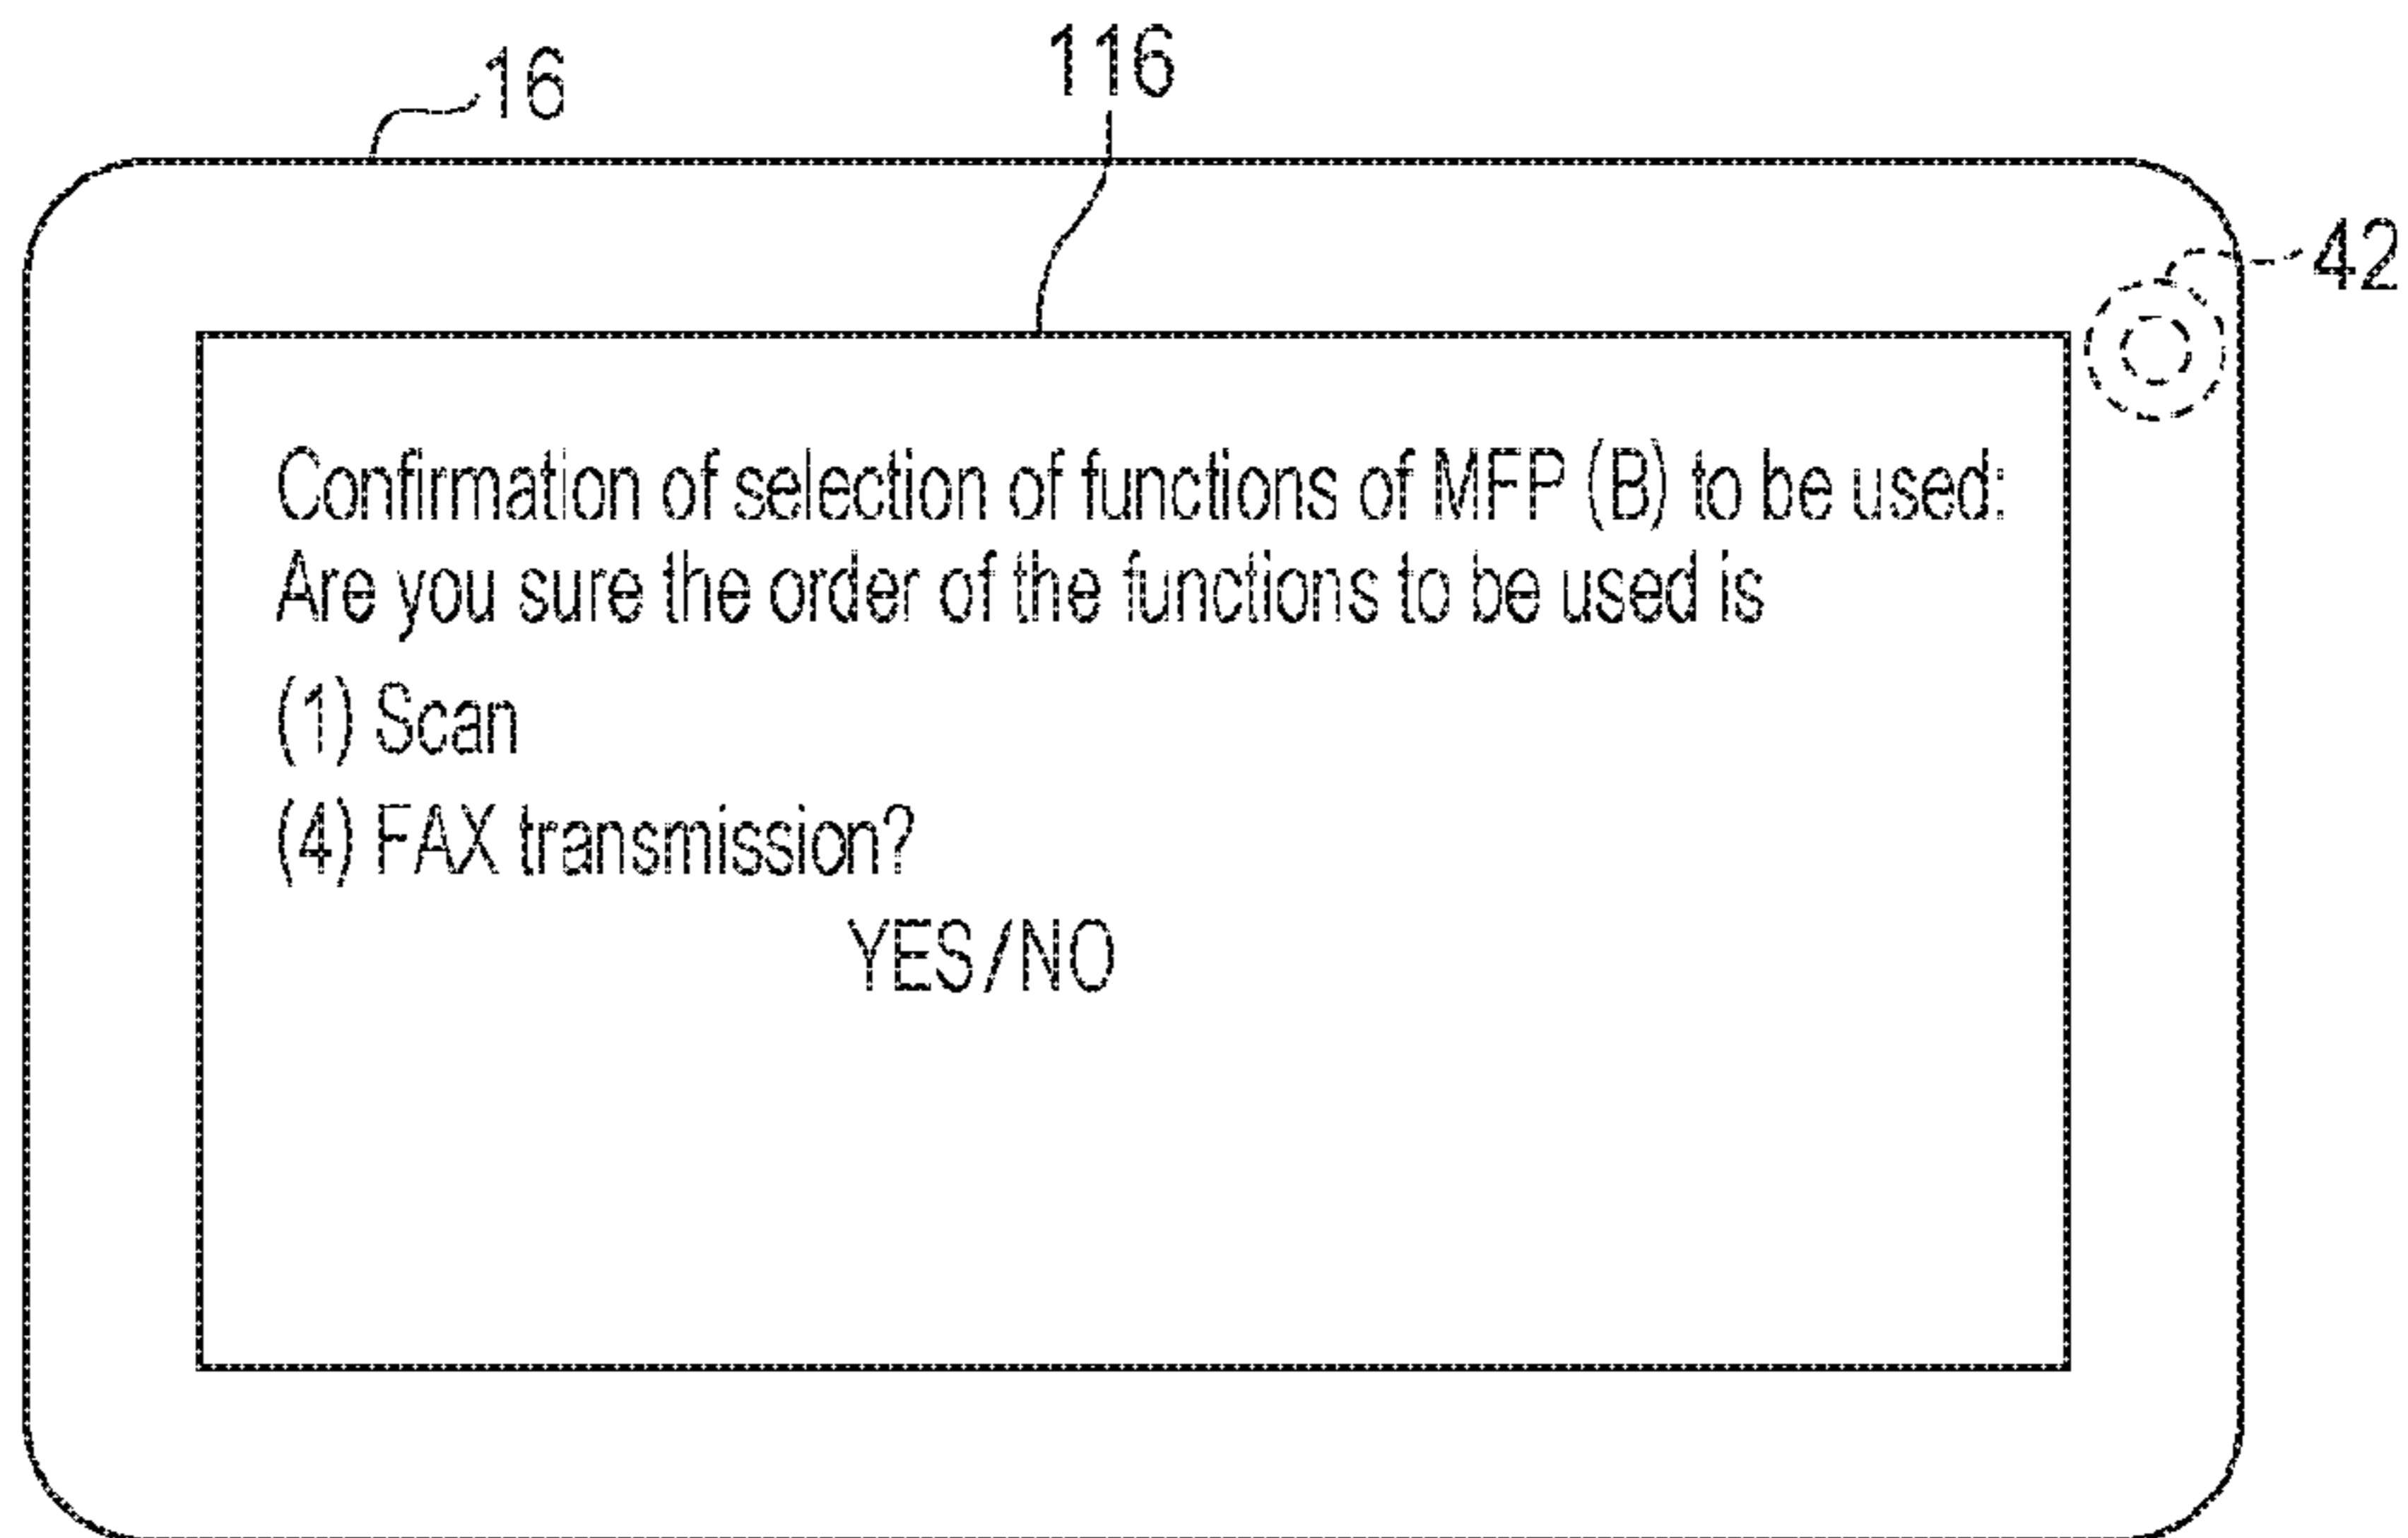 16
116
42
Confirmation of selection of functions of MFP (B) to be used:
Are you sure the order of the functions to be used is
(1) Scan
(4) FAX transmission?
YES/NO